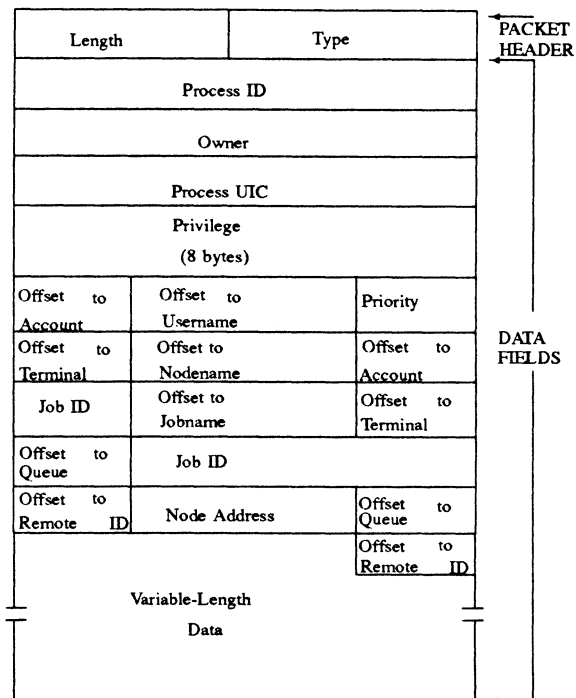 Length Type
PACKET
HEADER
Process ID
Owner
Process UIC
Privilege
(8 bytes)
Offset to
Account
Offset to
Username
Priority
Offset to
Terminal
Offset to
Nodename
Offset to
Account
Job ID
Offset to
Jobname
Offset to
Terminal
Offset to
Queue
Job ID
Offset to
Remote ID
Node Address
Offset to
Queue
Offset to
Remote ID
DATA
FIELDS
Variable-Length
Data